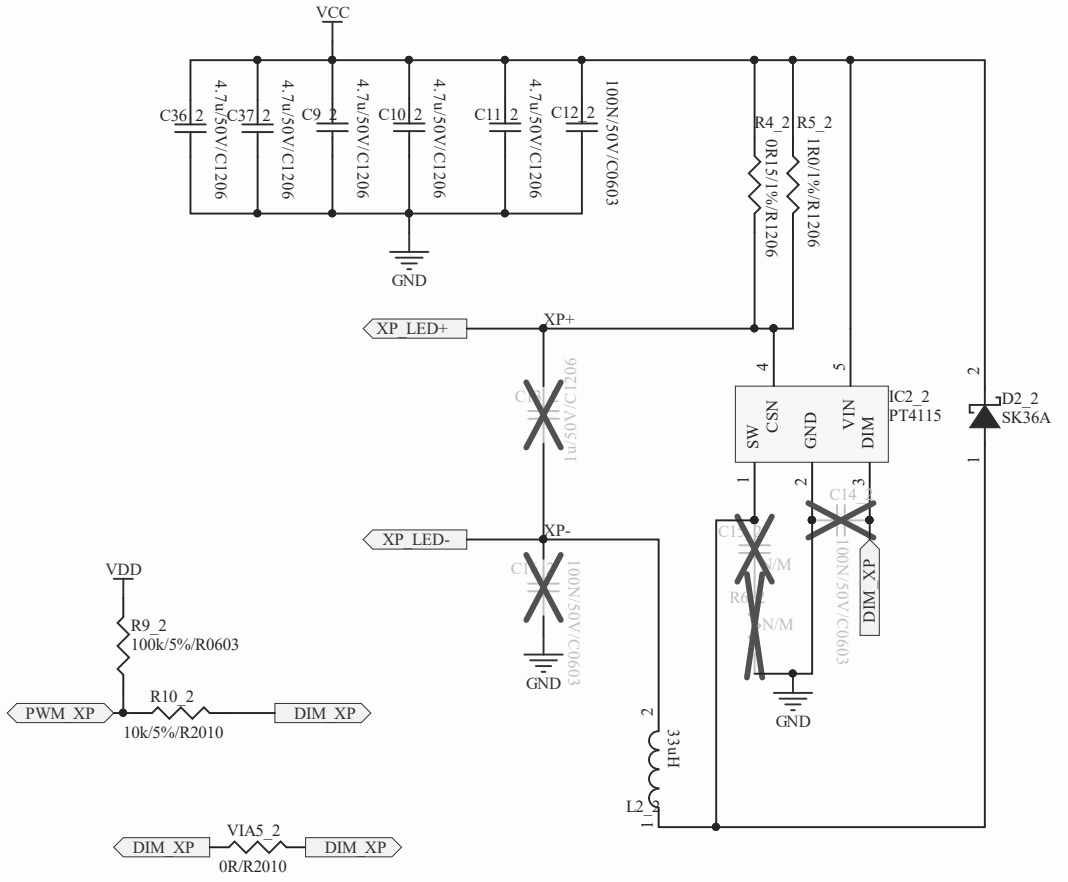 VCC
C36_2
4.7u/50V/C1206
C37_2
4.7u/50V/C1206
C9_2
4.7u/50V/C1206
C10_2
4.7u/50V/C1206
C11_2
4.7u/50V/C1206
C12_2
100N/50V/C0603
R4_2
0R15/1%/R1206
R5_2
1R0/1%/R1206
GND
XP_LED+
XP+
1u/50V/C1206
4
5
IC2_2
PT4115
CSN
VIN
SW
GND
DIM
2
D2_2
SK36A
1
1
2
3
C14_2
100N/50V/C0603
DIM_XP
N/M
N/M
GND
XP_LED-
XP-
100N/50V/C0603
GND
VDD
R9_2
100k/5%/R0603
PWM_XP
R10_2
10k/5%/R2010
DIM_XP
2
33uH
L2_2
1
DIM_XP
VIA5_2
0R/R2010
DIM_XP